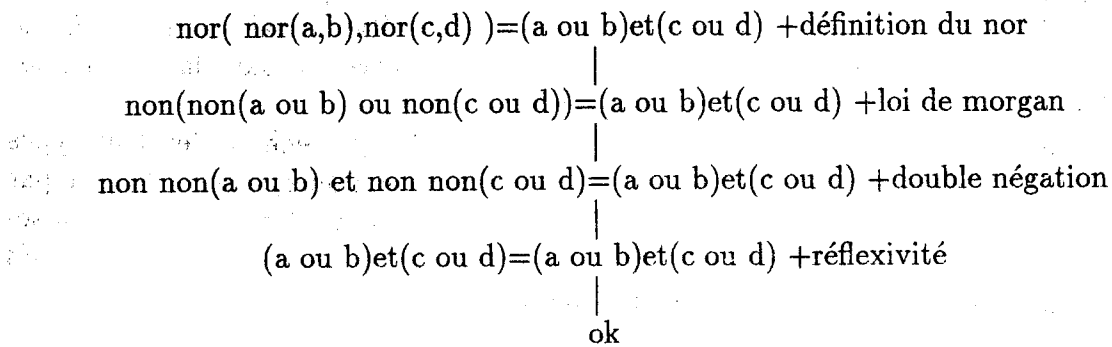 nor( nor(a,b),nor(c,d) )=(a ou b)et(c ou d) +définition du nor
non(non(a ou b) ou non(c ou d))=(a ou b)et(c ou d) +loi de morgan
non non(a ou b) et non non(c ou d)=(a ou b)et(c ou d) +double négation
(a ou b)et(c ou d)=(a ou b)et(c ou d) +réflexivité
ok